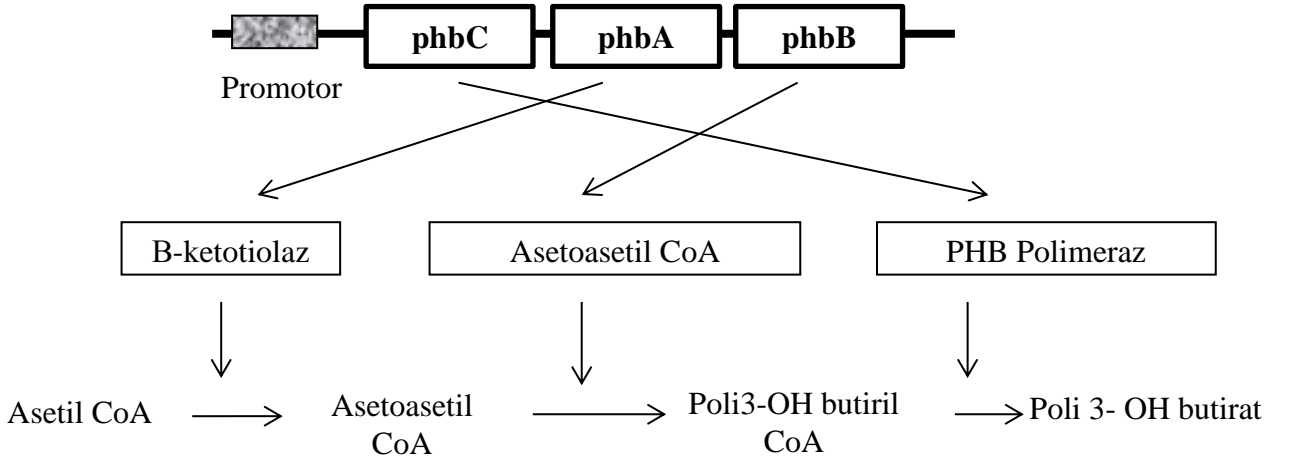 phbC phbA phbB
Promotor
B-ketotiolaz Asetoasetil CoA PHB Polimeraz
Asetil CoA
Asetoasetil
CoA
Poli3-OH butiril
CoA
Poli 3- OH butirat